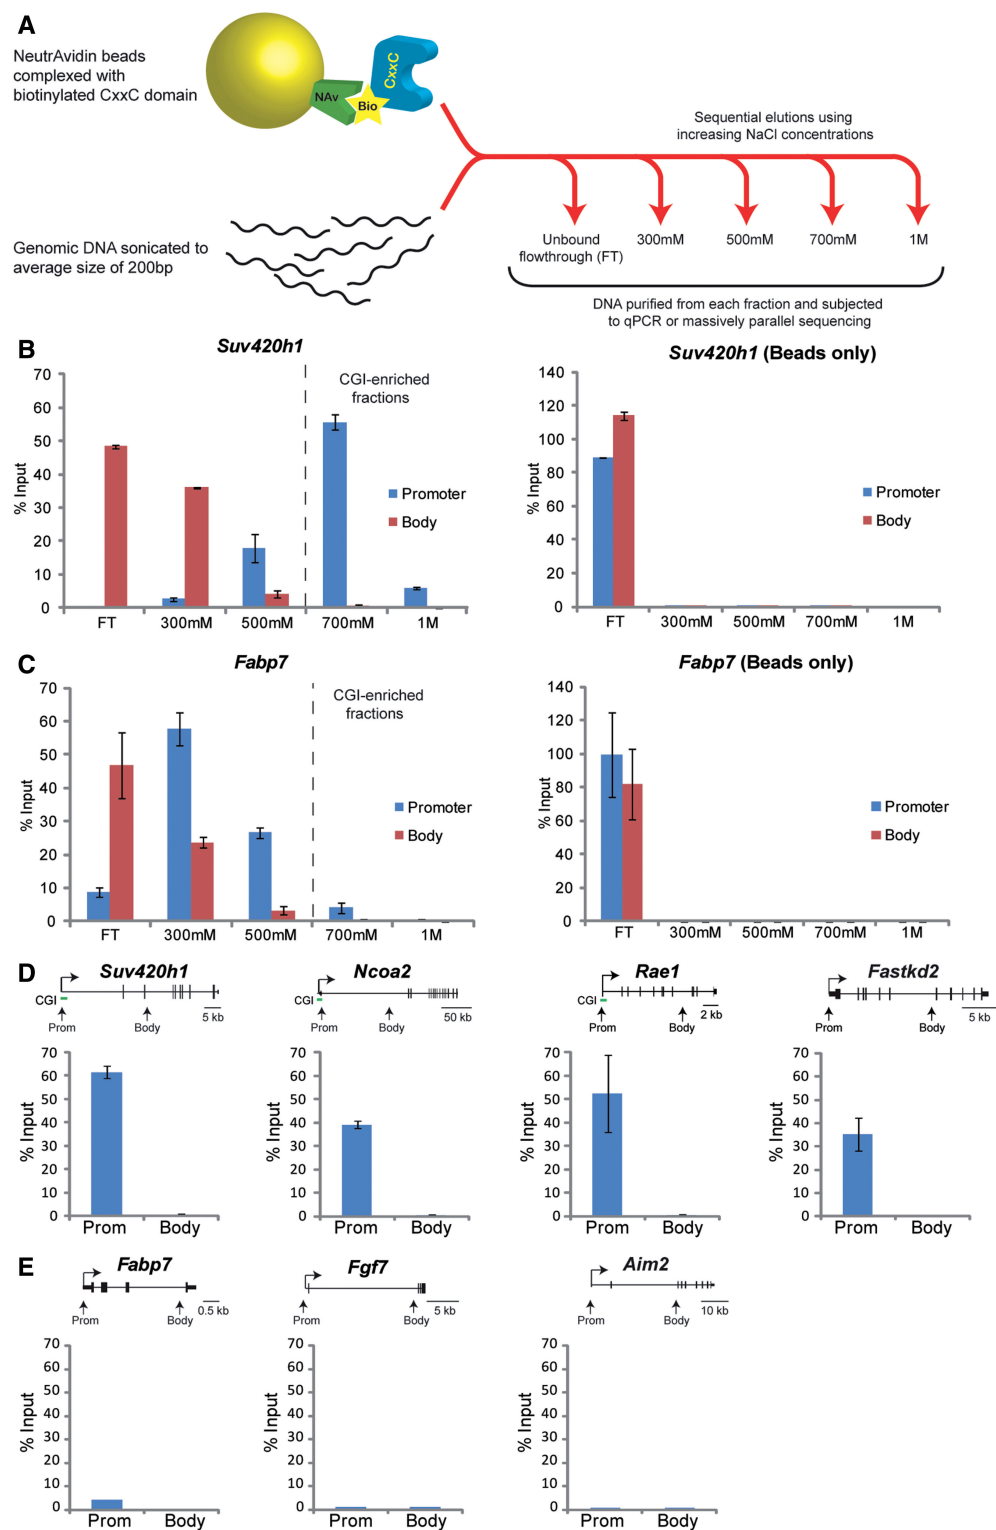 A
NeutrAvidin beads
complexed with
biotinylated CxxC domain
NAv
Bio
CxxC
Sequential elutions using
increasing NaCl concentrations
Genomic DNA sonicated to
average size of 200bp
Unbound
flowthrough (FT)
300mM
500mM
700mM
1M
DNA purified from each fraction and subjected
to qPCR or massively parallel sequencing
B
Suv420h1
% Input
70
60
50
40
30
20
10
0
CGI-enriched
fractions
Promoter
Body
FT
300mM
500mM
700mM
1M
Suv420h1 (Beads only)
% Input
140
120
100
80
60
40
20
0
Promoter
Body
FT
300mM
500mM
700mM
1M
C
Fabp7
% Input
70
60
50
40
30
20
10
0
CGI-enriched
fractions
Promoter
Body
FT
300mM
500mM
700mM
1M
Fabp7 (Beads only)
% Input
140
120
100
80
60
40
20
0
Promoter
Body
FT
300mM
500mM
700mM
1M
D
Suv420h1
CGI
Prom
Body
5 kb
% Input
70
60
50
40
30
20
10
0
Prom
Body
Ncoa2
CGI
Prom
Body
50 kb
% Input
70
60
50
40
30
20
10
0
Prom
Body
Rae1
CGI
Prom
Body
2 kb
% Input
70
60
50
40
30
20
10
0
Prom
Body
Fastkd2
Prom
Body
5 kb
% Input
70
60
50
40
30
20
10
0
Prom
Body
E
Fabp7
Prom
Body
0.5 kb
% Input
70
60
50
40
30
20
10
0
Prom
Body
Fgf7
Prom
Body
5 kb
% Input
70
60
50
40
30
20
10
0
Prom
Body
Aim2
Prom
Body
10 kb
% Input
70
60
50
40
30
20
10
0
Prom
Body